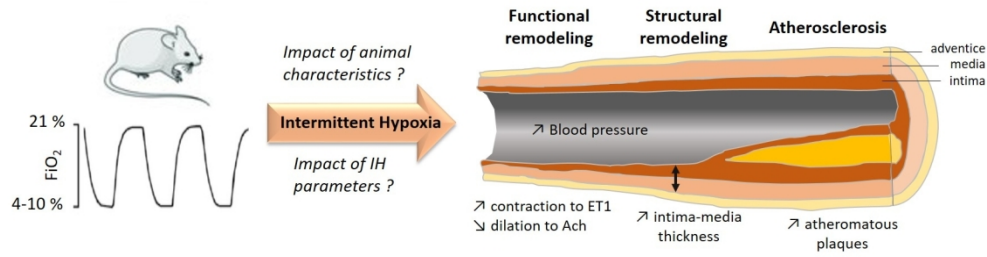 Functional
remodeling
Structural
remodeling
Atherosclerosis
adventice
media
intima
Impact of animal
characteristics ?
Intermittent Hypoxia
Impact of IH
parameters ?
21 %
FiO2
4-10 %
↗ Blood pressure
↗ contraction to ET1
↘ dilation to Ach
↗ intima-media
thickness
↗ atheromatous
plaques